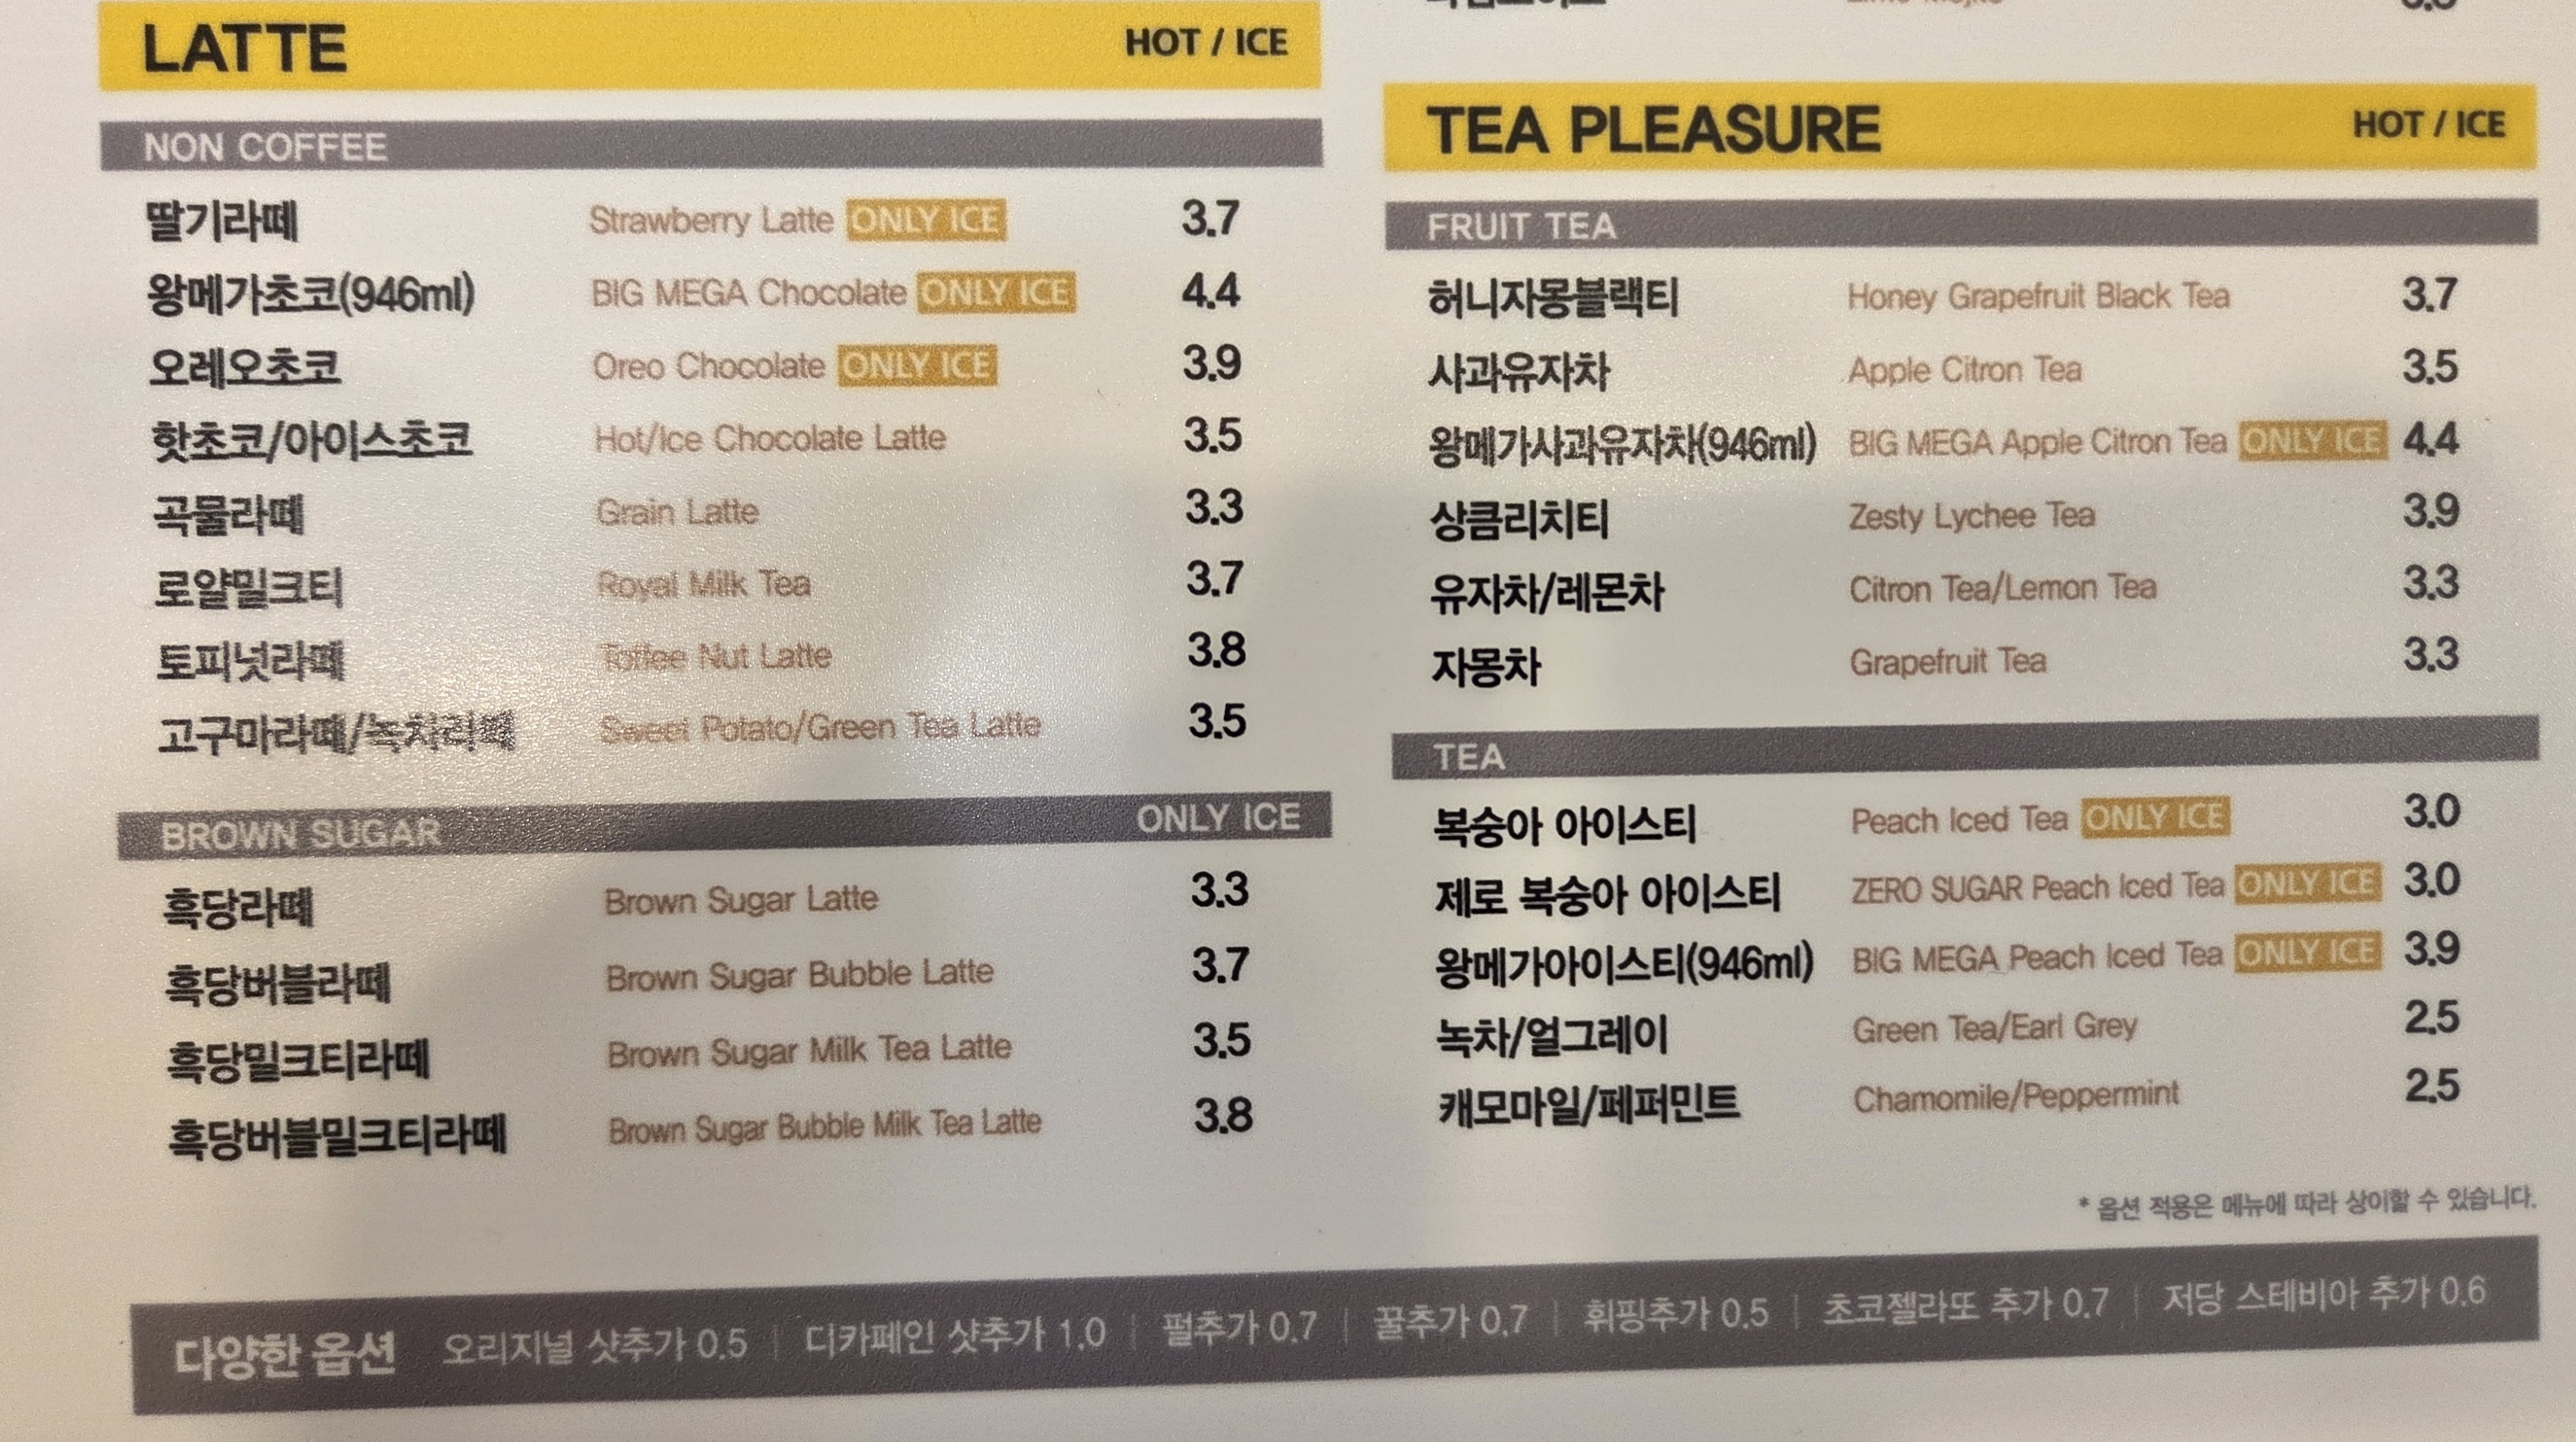 LATTE HOT / ICE
NON COFFEE
딸기라떼 Strawberry Latte ONLY ICE 3.7
왕메가초코(946ml) BIG MEGA Chocolate ONLY ICE 4.4
오레오초코 Oreo Chocolate ONLY ICE 3.9
핫초코/아이스초코 Hot/Ice Chocolate Latte 3.5
곡물라떼 Grain Latte 3.3
로얄밀크티 Royal Milk Tea 3.7
토피넛라떼 Toffee Nut Latte 3.8
고구마라떼/녹차라떼 Sweet Potato/Green Tea Latte 3.5
BROWN SUGAR ONLY ICE
흑당라떼 Brown Sugar Latte 3.3
흑당버블라떼 Brown Sugar Bubble Latte 3.7
흑당밀크티라떼 Brown Sugar Milk Tea Latte 3.5
흑당버블밀크티라떼 Brown Sugar Bubble Milk Tea Latte 3.8
TEA PLEASURE HOT / ICE
FRUIT TEA
허니자몽블랙티 Honey Grapefruit Black Tea 3.7
사과유자차 Apple Citron Tea 3.5
왕메가사과유자차(946ml) BIG MEGA Apple Citron Tea ONLY ICE 4.4
상큼리치티 Zesty Lychee Tea 3.9
유자차/레몬차 Citron Tea/Lemon Tea 3.3
자몽차 Grapefruit Tea 3.3
TEA
복숭아 아이스티 Peach Iced Tea ONLY ICE 3.0
제로 복숭아 아이스티 ZERO SUGAR Peach Iced Tea ONLY ICE 3.0
왕메가아이스티(946ml) BIG MEGA Peach Iced Tea ONLY ICE 3.9
녹차/얼그레이 Green Tea/Earl Grey 2.5
캐모마일/페퍼민트 Chamomile/Peppermint 2.5
* 옵션 적용은 메뉴에 따라 상이할 수 있습니다.
다양한 옵션 오리지널 샷추가 0.5 | 디카페인 샷추가 1.0 | 펄추가 0.7 | 꿀추가 0.7 | 휘핑추가 0.5 | 초코젤라또 추가 0.7 | 저당 스테비아 추가 0.6